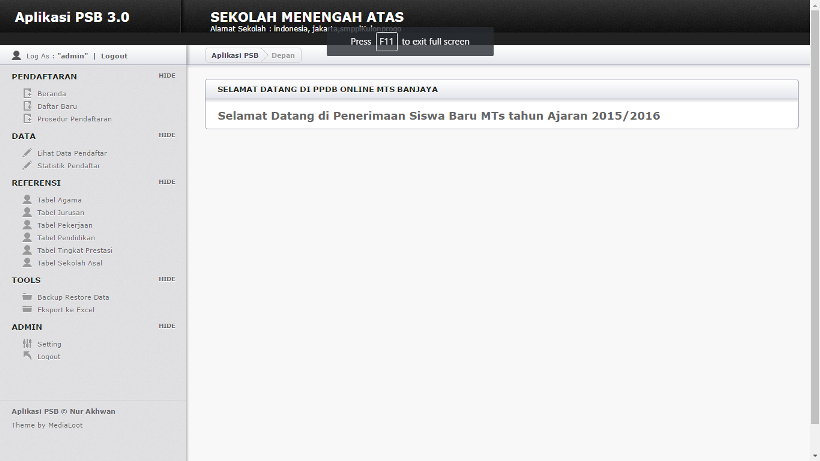 Aplikasi PSB 3.0
SEKOLAH MENENGAH ATAS
Alamat Sekolah : indonesia, jakarta,
Press F11 to exit full screen
Log As : "admin" | Logout
Aplikasi PSB
Depan
PENDAFTARAN
HIDE
Beranda
Daftar Baru
Prosedur Pendaftaran
DATA
HIDE
Lihat Data Pendaftar
Statistik Pendaftar
REFERENSI
HIDE
Tabel Agama
Tabel Jurusan
Tabel Pekerjaan
Tabel Pendidikan
Tabel Tingkat Prestasi
Tabel Sekolah Asal
TOOLS
HIDE
Backup Restore Data
Eksport ke Excel
ADMIN
HIDE
Setting
Logout
Aplikasi PSB © Nur Akhwan
Theme by MediaLoot
SELAMAT DATANG DI PPDB ONLINE MTS BANJAYA
Selamat Datang di Penerimaan Siswa Baru MTs tahun Ajaran 2015/2016